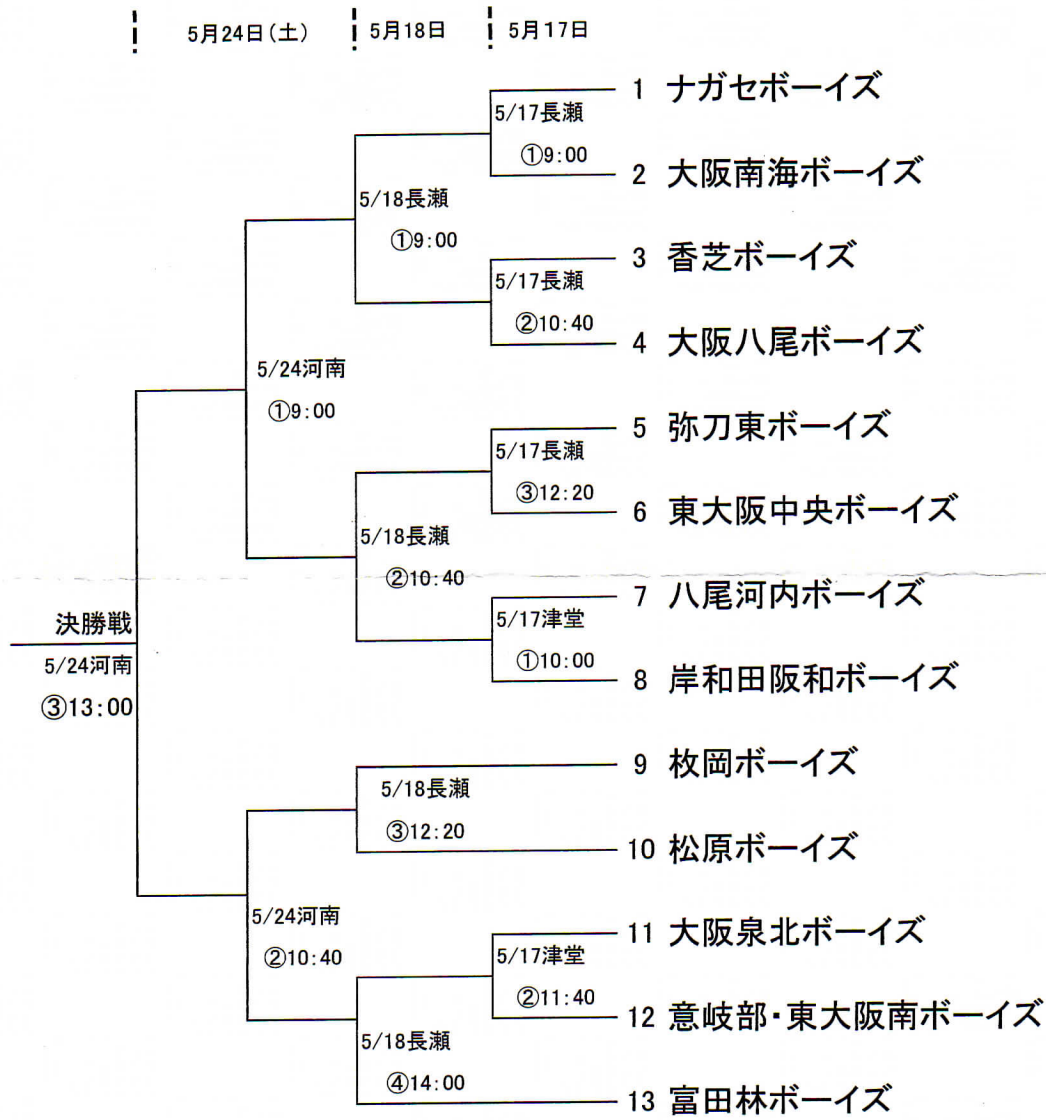 5月24日(土) 5月18日 5月17日
1 ナガセボーイズ
5/17長瀬
①9:00
2 大阪南海ボーイズ
5/18長瀬
①9:00
3 香芝ボーイズ
5/17長瀬
②10:40
4 大阪八尾ボーイズ
5/24河南
①9:00
5 弥刀東ボーイズ
5/17長瀬
③12:20
6 東大阪中央ボーイズ
5/18長瀬
②10:40
7 八尾河内ボーイズ
5/17津堂
①10:00
8 岸和田阪和ボーイズ
決勝戦
5/24河南
③13:00
9 枚岡ボーイズ
5/18長瀬
③12:20
10 松原ボーイズ
5/24河南
②10:40
11 大阪泉北ボーイズ
5/17津堂
②11:40
12 意岐部・東大阪南ボーイズ
5/18長瀬
④14:00
13 富田林ボーイズ